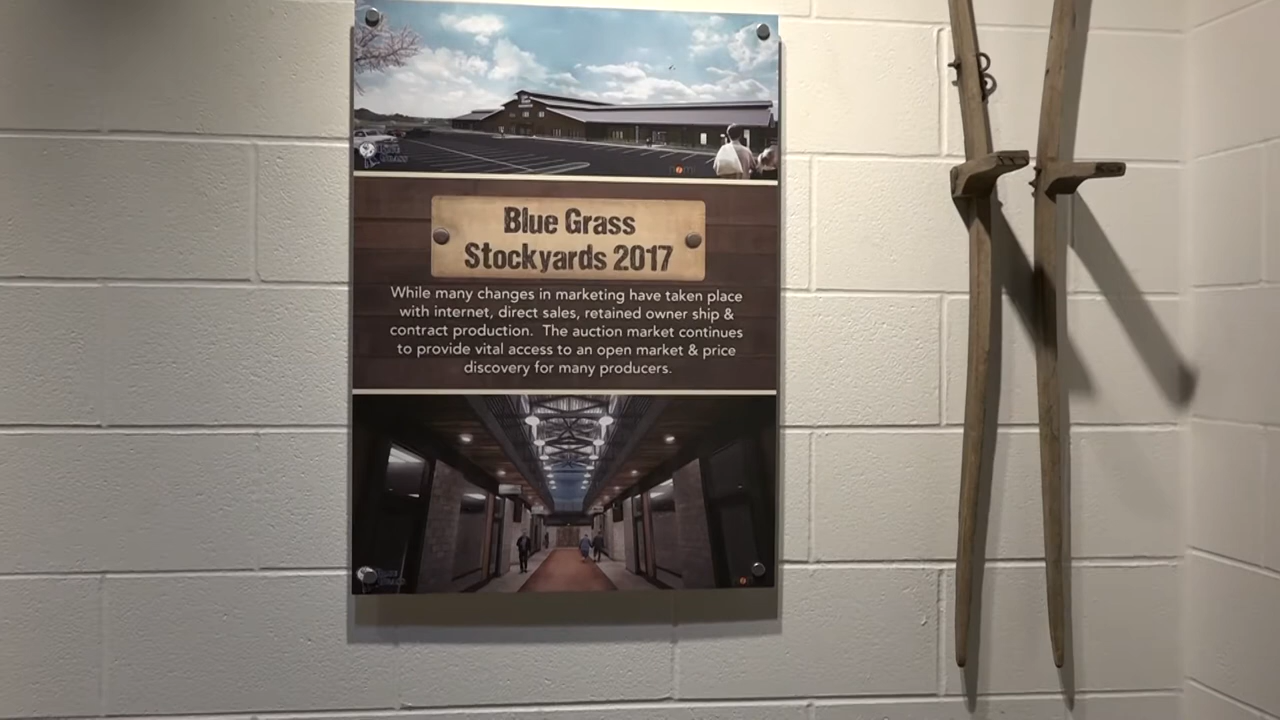 Blue Grass
Stockyards 2017
While many changes in marketing have taken place
with internet, direct sales, retained owner ship &
contract production. The auction market continues
to provide vital access to an open market & price
discovery for many producers.